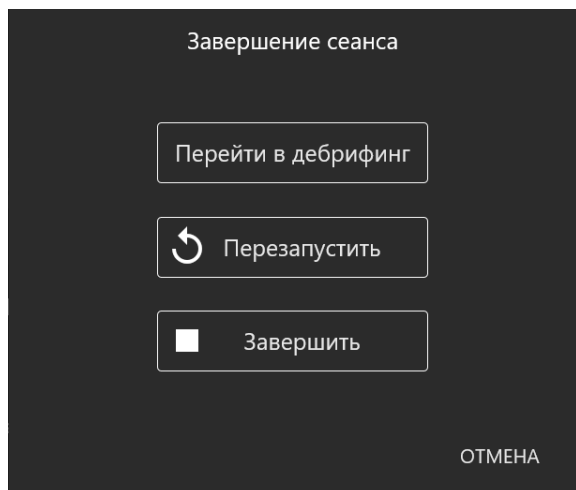 Завершение сеанса
Перейти в дебрифинг
Перезапустить
Завершить
ОТМЕНА